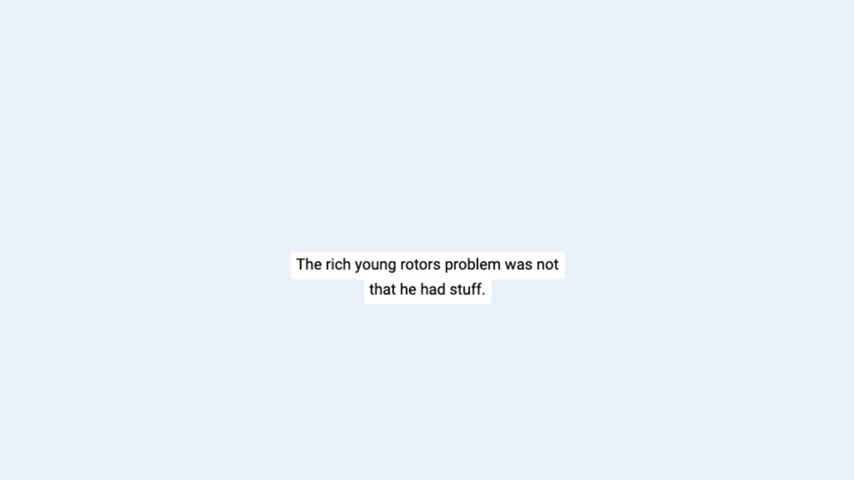 The rich young rotors problem was not
that he had stuff.